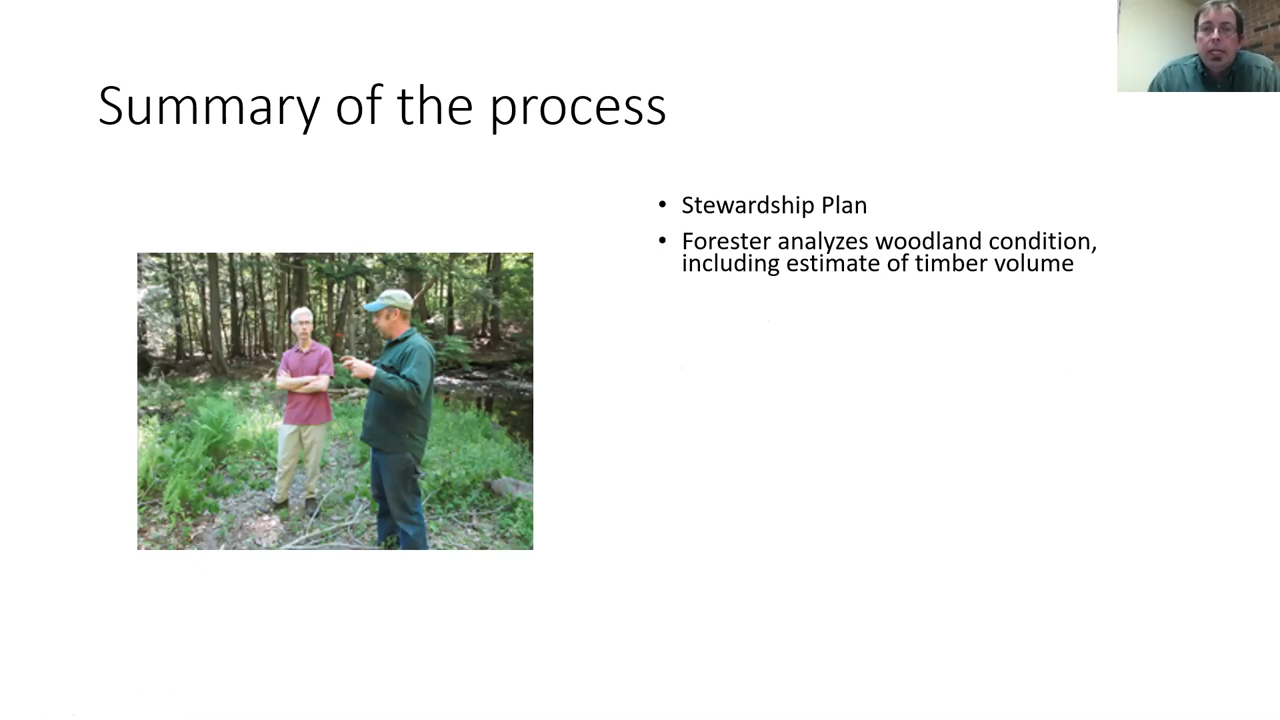 Summary of the process
• Stewardship Plan
• Forester analyzes woodland condition,
including estimate of timber volume